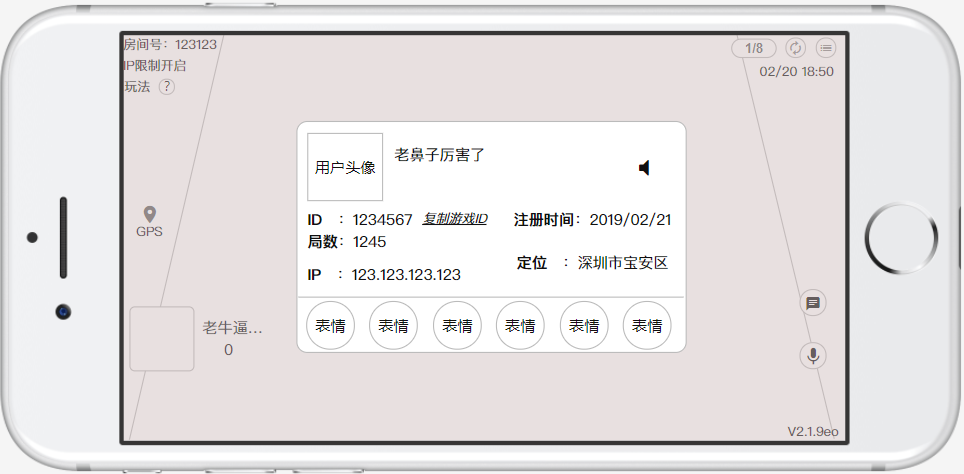 房间号：123123
IP限制开启
玩法 ?
1/8
02/20 18:50
用户头像
老鼻子厉害了
ID ：1234567 复制游戏ID 注册时间：2019/02/21
局数：1245
定位 ：深圳市宝安区
IP ：123.123.123.123
表情 表情 表情 表情 表情 表情
GPS
老牛逼...
0
V2.1.9eo